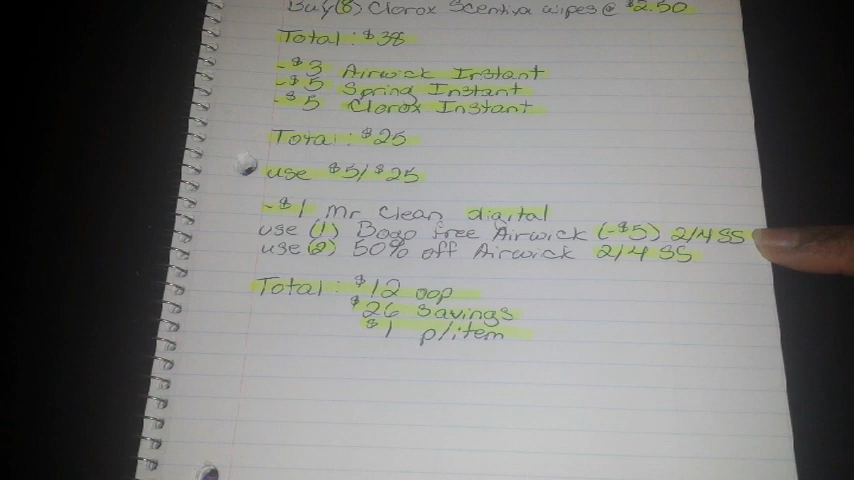 Buy (8) Clorox Scentiva wipes @ $2.50
Total: $38
-$3 Airwick Instant
-$5 Spring Instant
-$5 Clorox Instant
Total: $25
use $5/$25
-$1 Mr Clean digital
use (1) Bogo free Airwick (-$5) 2/4 SS
use (2) 50% off Airwick 2/4 SS
Total: $12 oop
$26 savings
$1 p/item